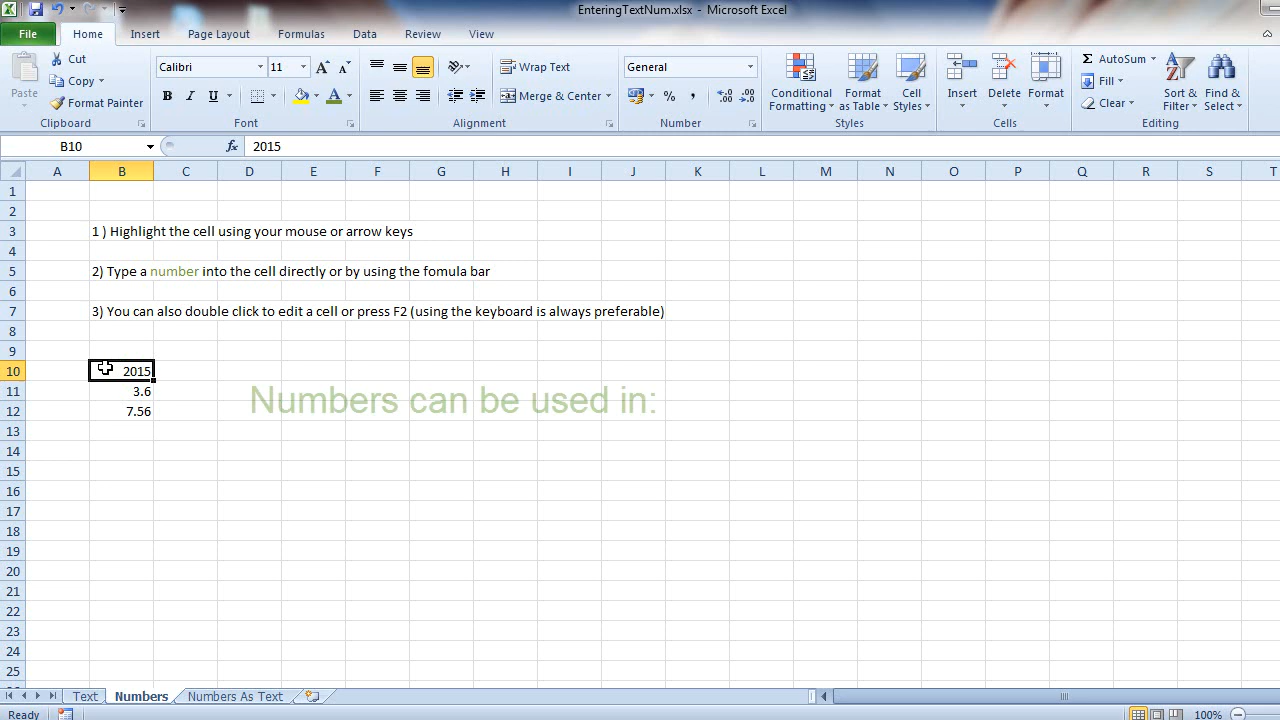 EnteringTextNum.xlsx - Microsoft Excel
File Home Insert Page Layout Formulas Data Review View
Paste Cut Copy Format Painter
Calibri 11
B I U
Wrap Text
Merge & Center
General
% ,
Conditional Formatting Format as Table Cell Styles
Insert Delete Format
AutoSum Fill Clear
Sort & Filter Find & Select
Clipboard Font Alignment Number Styles Cells Editing
B10 fx 2015
A B C D E F G H I J K L M N O P Q R S T
1
2
3 1 ) Highlight the cell using your mouse or arrow keys
4
5 2) Type a number into the cell directly or by using the fomula bar
6
7 3) You can also double click to edit a cell or press F2 (using the keyboard is always preferable)
8
9
10 2015
11 3.6
12 7.56
Numbers can be used in:
13
14
15
16
17
18
19
20
21
22
23
24
25
Text Numbers Numbers As Text
Ready 100%